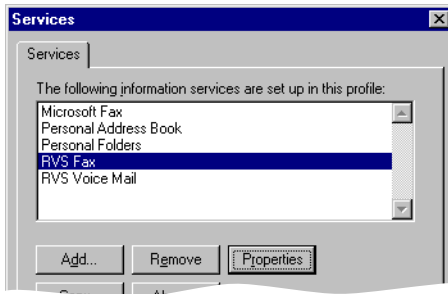 Services
Services
The following information services are set up in this profile:
Microsoft Fax
Personal Address Book
Personal Folders
RVS Fax
RVS Voice Mail
Add... Remove Properties